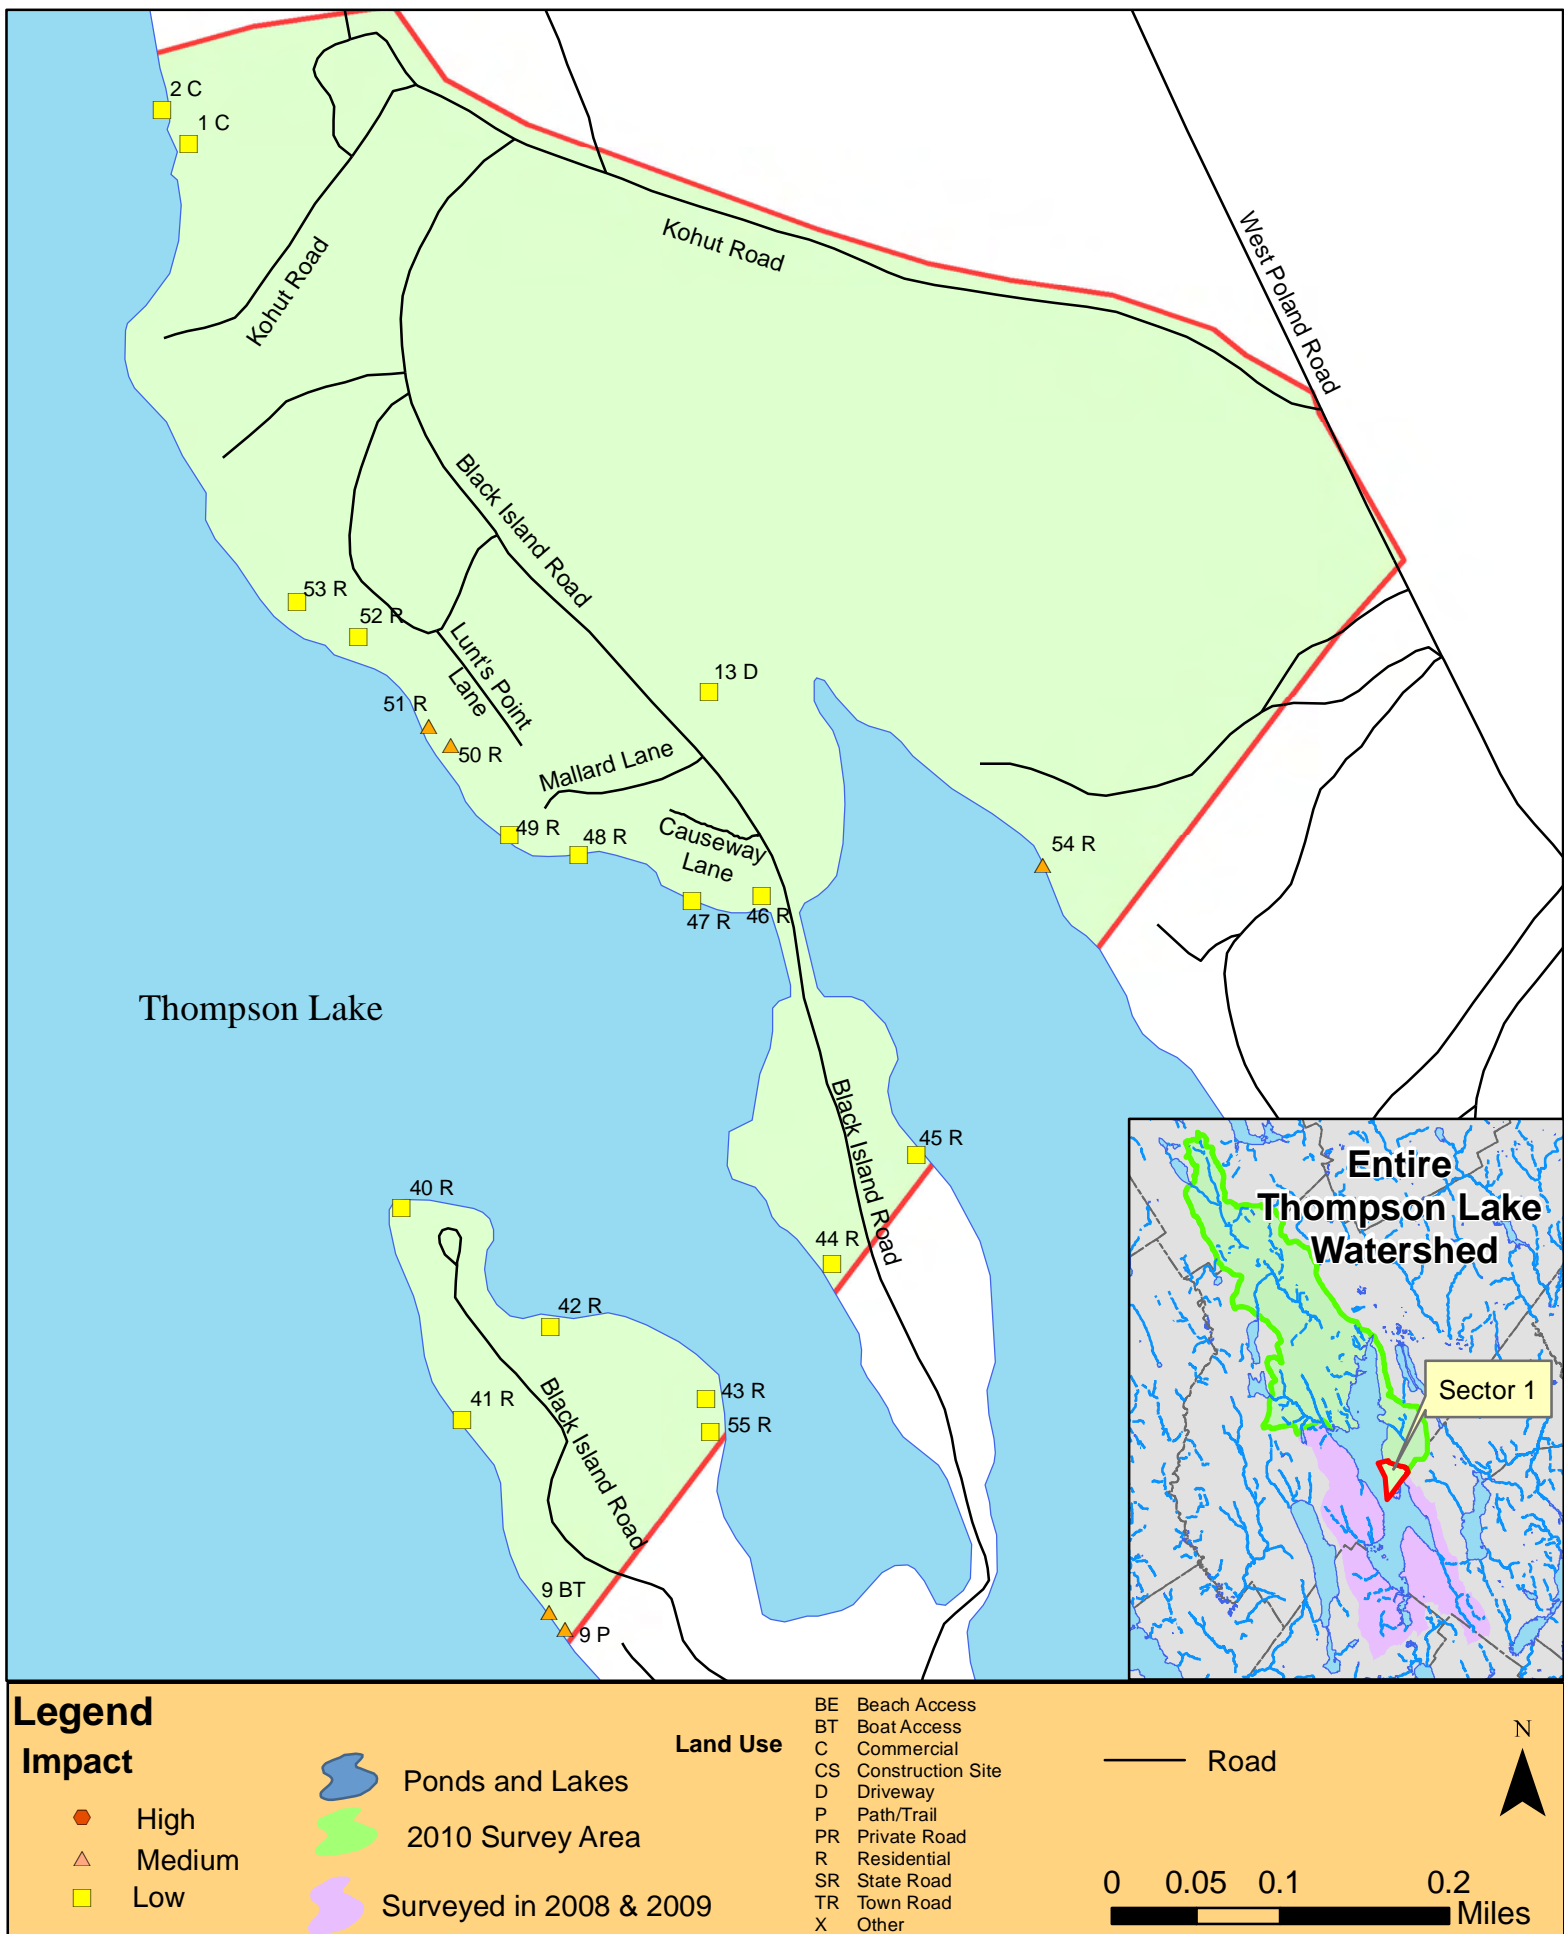 2 C
1 C
Kohut Road
Kohut Road
West Poland Road
Black Island Road
53 R
52 R
Lunt's Point
Lane
13 D
51 R
50 R
Mallard Lane
49 R
48 R
Causeway
Lane
54 R
47 R
46 R
Thompson Lake
Black Island Road
45 R
40 R
44 R
42 R
43 R
41 R
55 R
Black Island Road
9 BT
9 P
Entire
Thompson Lake
Watershed
Sector 1
Legend
Impact
High
Medium
Low
Ponds and Lakes
2010 Survey Area
Surveyed in 2008 & 2009
Land Use
BE Beach Access
BT Boat Access
C Commercial
CS Construction Site
D Driveway
P Path/Trail
PR Private Road
R Residential
SR State Road
TR Town Road
X Other
Road
N
0 0.05 0.1 0.2
Miles